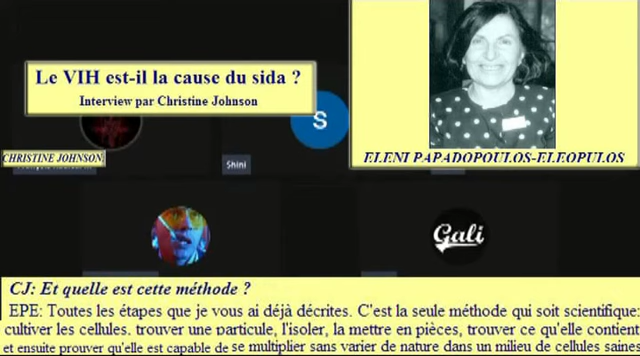 Le VIH est-il la cause du sida ?
Interview par Christine Johnson
S
CHRISTINE JOHNSON
Shini
ELENI PAPADOPULOS-ELEOPULOS
Gali
CJ: Et quelle est cette méthode ?
EPE: Toutes les étapes que je vous ai déjà décrites. C'est la seule méthode qui soit scientifique:
cultiver les cellules, trouver une particule, l'isoler, la mettre en pièces, trouver ce qu'elle contient
et ensuite prouver qu'elle est capable de se multiplier sans varier de nature dans un milieu de cellules saines